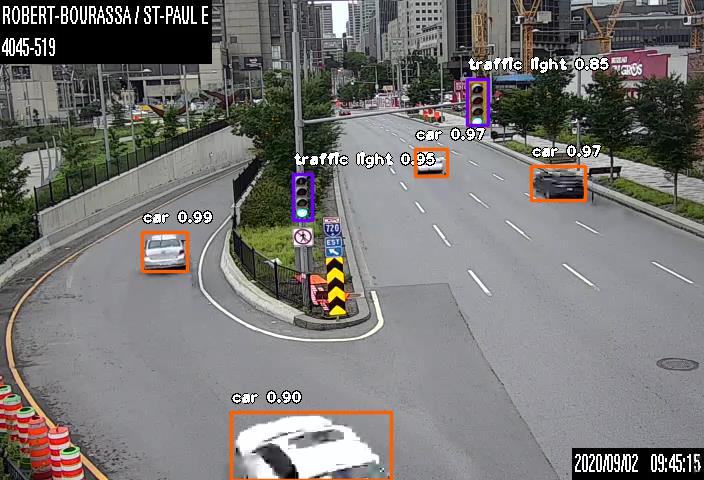 ROBERT-BOURASSA / ST-PAUL E
4045-519
traffic light 0.85
car 0.97
car 0.97
traffic light 0.95
car 0.99
720
EST
car 0.90
2020/09/02 09:45:15